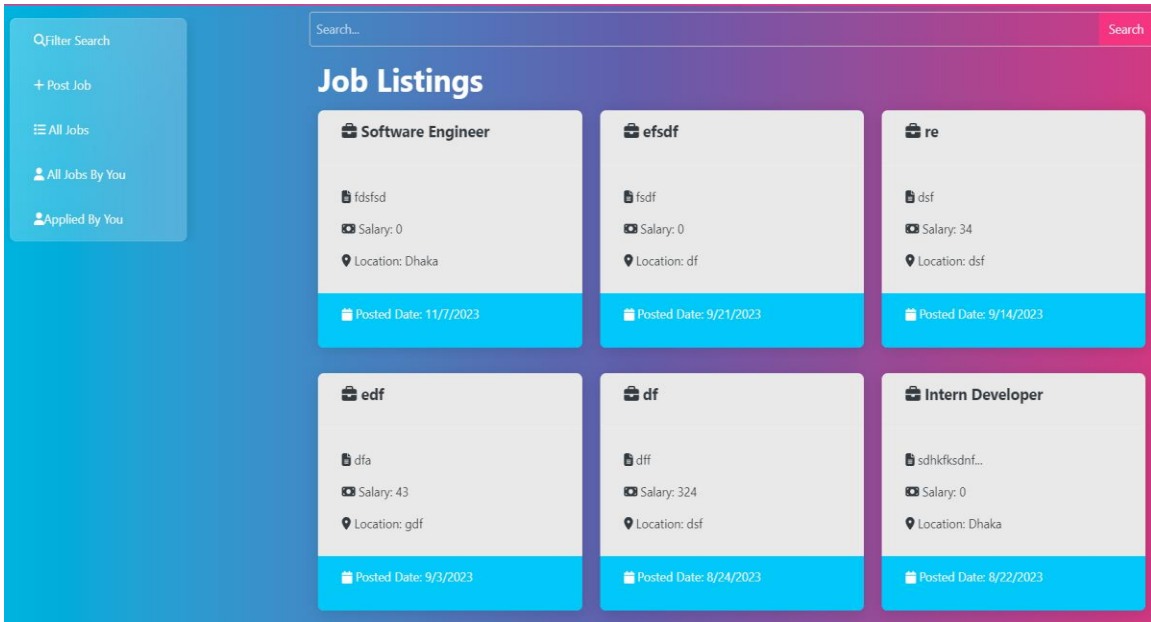 Filter Search
+ Post Job
All Jobs
All Jobs By You
Applied By You
Search...
Search
Job Listings
Software Engineer
fdsfsd
Salary: 0
Location: Dhaka
Posted Date: 11/7/2023
efsdf
fsdf
Salary: 0
Location: df
Posted Date: 9/21/2023
re
dsf
Salary: 34
Location: dsf
Posted Date: 9/14/2023
edf
dfa
Salary: 43
Location: gdf
Posted Date: 9/3/2023
df
dff
Salary: 324
Location: dsf
Posted Date: 8/24/2023
Intern Developer
sdhkfksdnf...
Salary: 0
Location: Dhaka
Posted Date: 8/22/2023